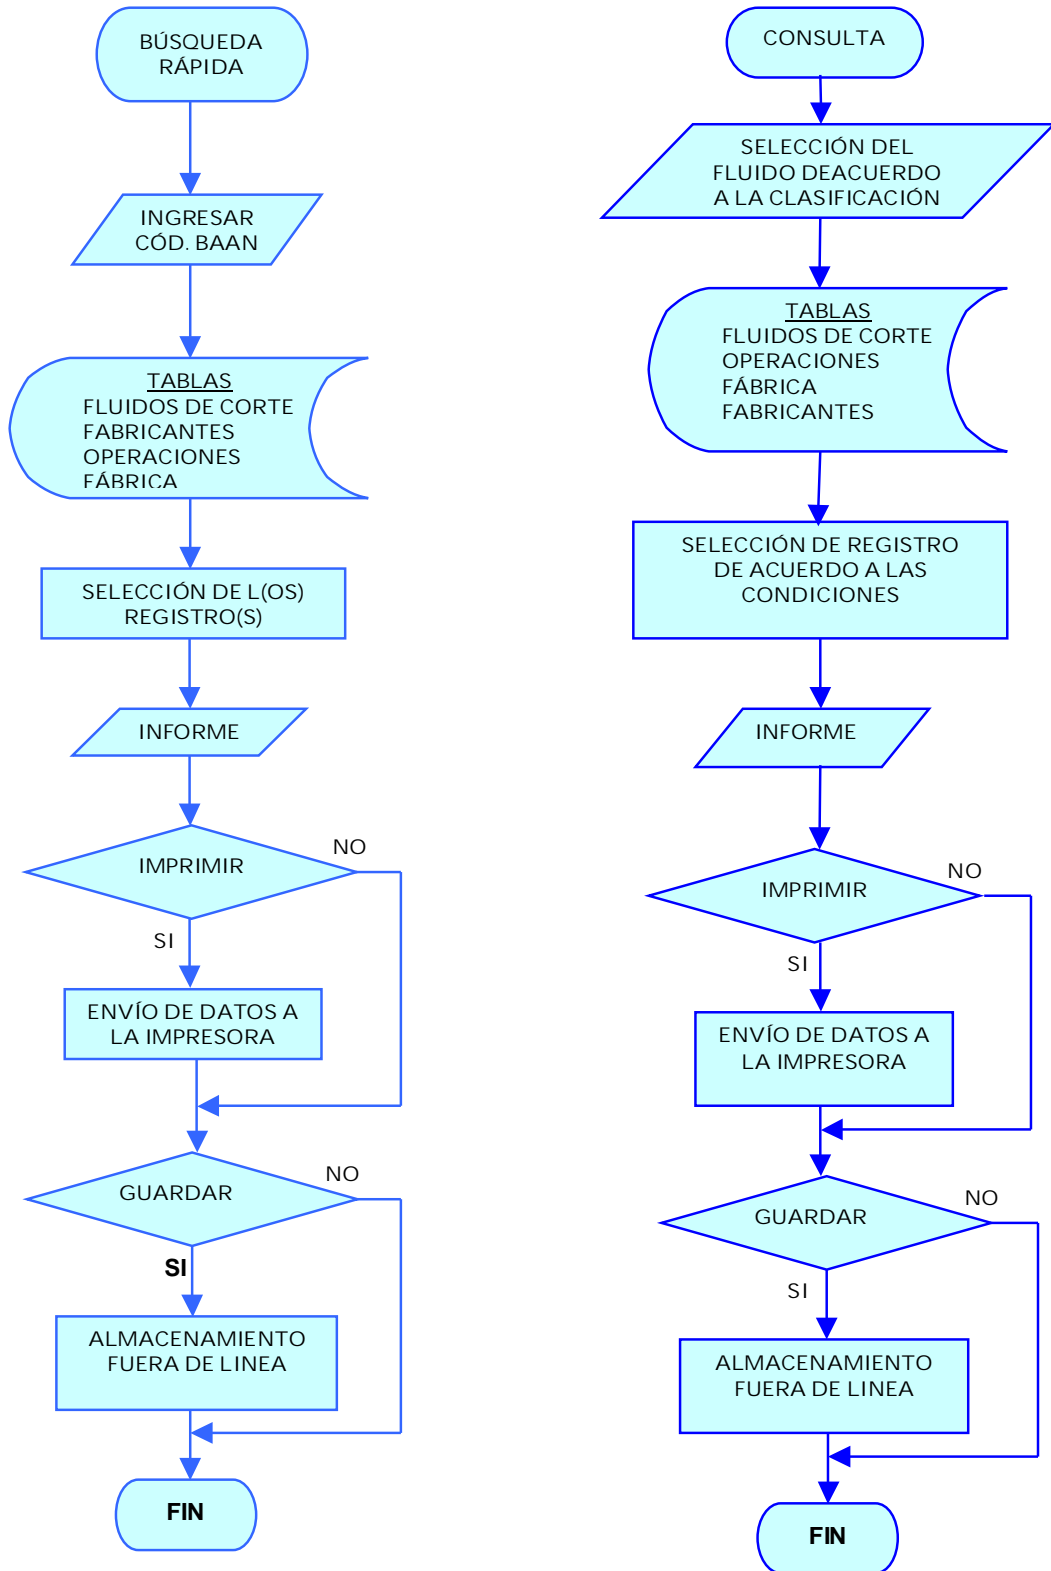 BÚSQUEDA
RÁPIDA
INGRESAR
CÓD. BAAN
TABLAS
FLUIDOS DE CORTE
FABRICANTES
OPERACIONES
FÁBRICA
SELECCIÓN DE L(OS)
REGISTRO(S)
INFORME
IMPRIMIR
NO
SI
ENVÍO DE DATOS A
LA IMPRESORA
GUARDAR
NO
SI
ALMACENAMIENTO
FUERA DE LINEA
FIN
CONSULTA
SELECCIÓN DEL
FLUIDO DEACUERDO
A LA CLASIFICACIÓN
TABLAS
FLUIDOS DE CORTE
OPERACIONES
FÁBRICA
FABRICANTES
SELECCIÓN DE REGISTRO
DE ACUERDO A LAS
CONDICIONES
INFORME
IMPRIMIR
NO
SI
ENVÍO DE DATOS A
LA IMPRESORA
GUARDAR
NO
SI
ALMACENAMIENTO
FUERA DE LINEA
FIN